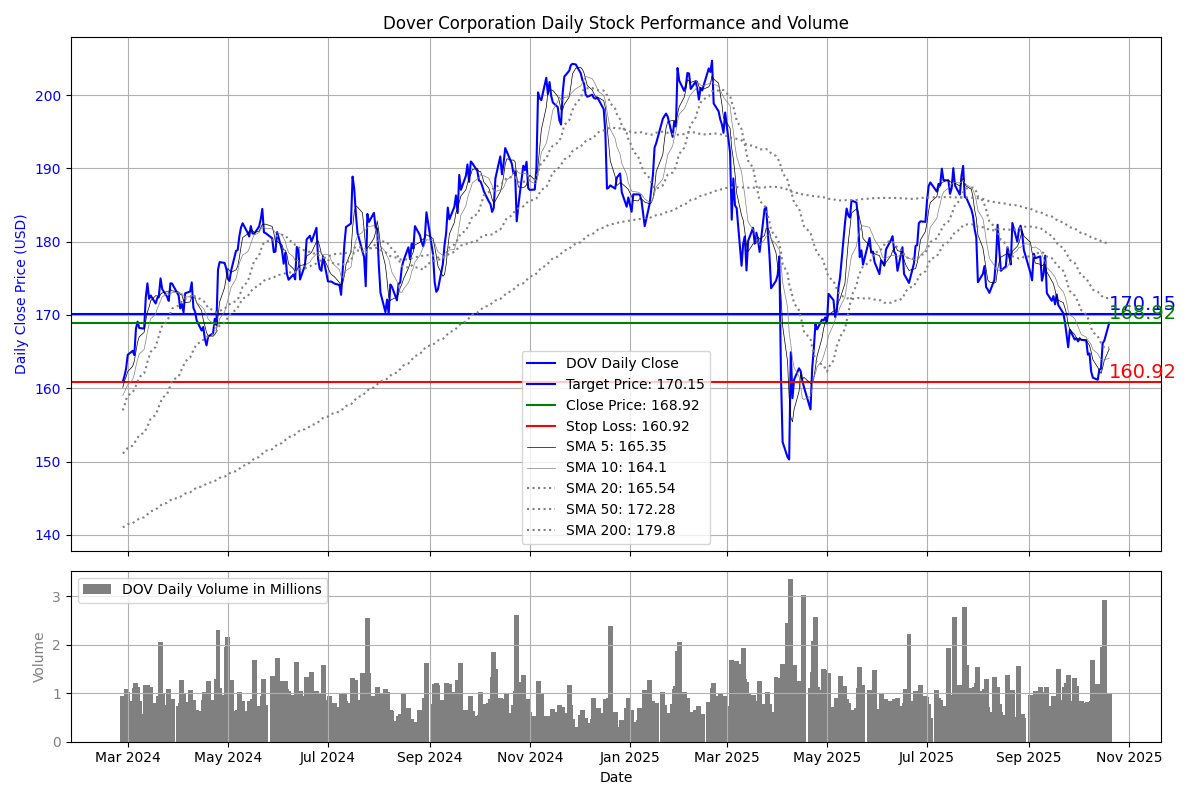 Dover Corporation Daily Stock Performance and Volume
Daily Close Price (USD)
200
190
180
170
160
150
140
170.15
168.92
160.92
DOV Daily Close
Target Price: 170.15
Close Price: 168.92
Stop Loss: 160.92
SMA 5: 165.35
SMA 10: 164.1
SMA 20: 165.54
SMA 50: 172.28
SMA 200: 179.8
DOV Daily Volume in Millions
Volume
3
2
1
0
Mar 2024 May 2024 Jul 2024 Sep 2024 Nov 2024 Jan 2025 Mar 2025 May 2025 Jul 2025 Sep 2025 Nov 2025
Date